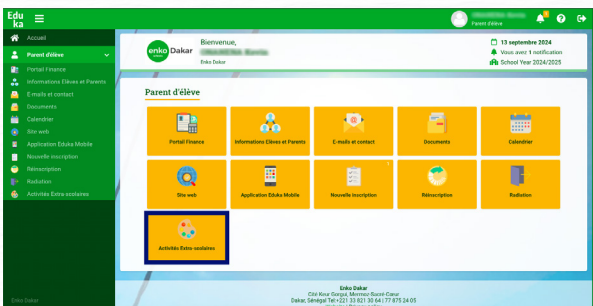 Edu
ka
Parent d'élève
Accueil
Parent d'élève
Portail Finance
Informations Elèves et Parents
E-mails et contact
Documents
Calendrier
Site web
Application Eduka Mobile
Nouvelle inscription
Réinscription
Radiation
Activités Extra-scolaires
Enko Dakar
enko Dakar
Bienvenue,
Enko Dakar
13 septembre 2024
Vous avez 1 notification
School Year 2024/2025
Parent d'élève
Portail Finance
Informations Elèves et Parents
E-mails et contact
Documents
Calendrier
Site web
Application Eduka Mobile
Nouvelle inscription
Réinscription
Radiation
Activités Extra-scolaires
Enko Dakar
Cité Keur Gorgui, Mermoz-Sacré-Cœur
Dakar, Sénégal Tel:+221 33 821 30 64 | 77 875 24 05